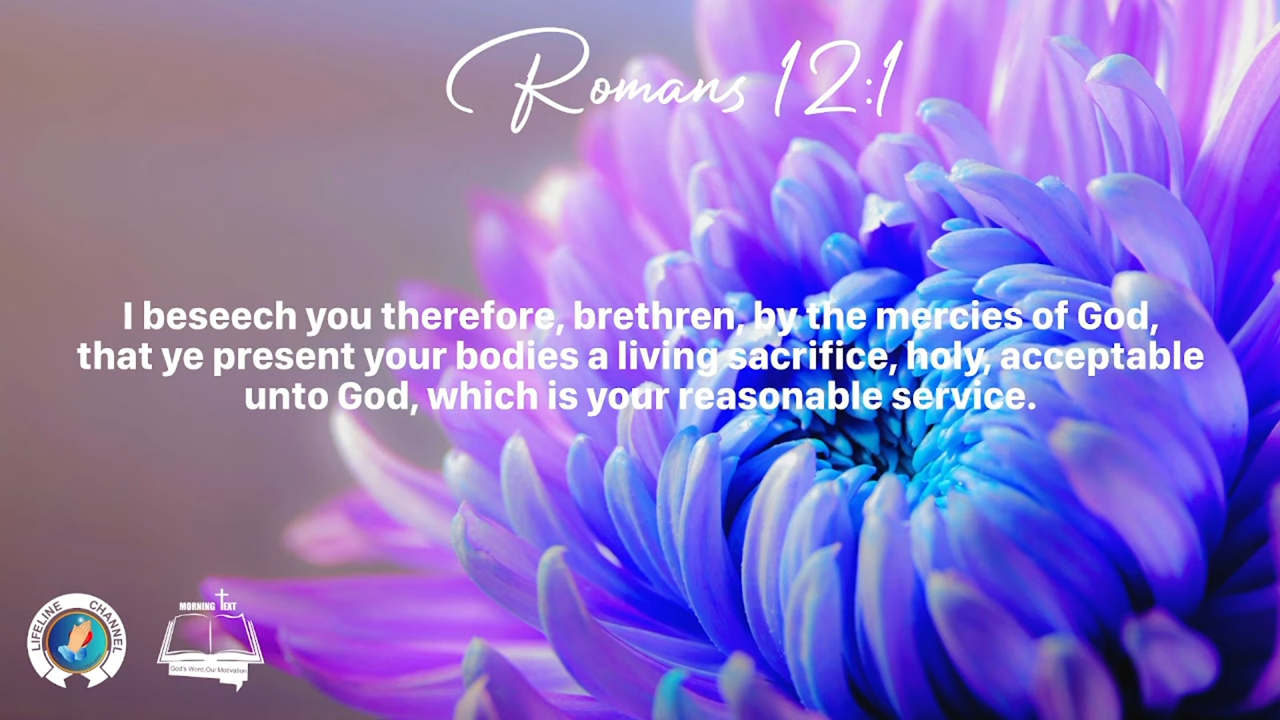 Romans 12:1
I beseech you therefore, brethren, by the mercies of God,
that ye present your bodies a living sacrifice, holy, acceptable
unto God, which is your reasonable service.
LIFELINE CHANNEL
MORNING TEXT
God's Word, Our Motivation